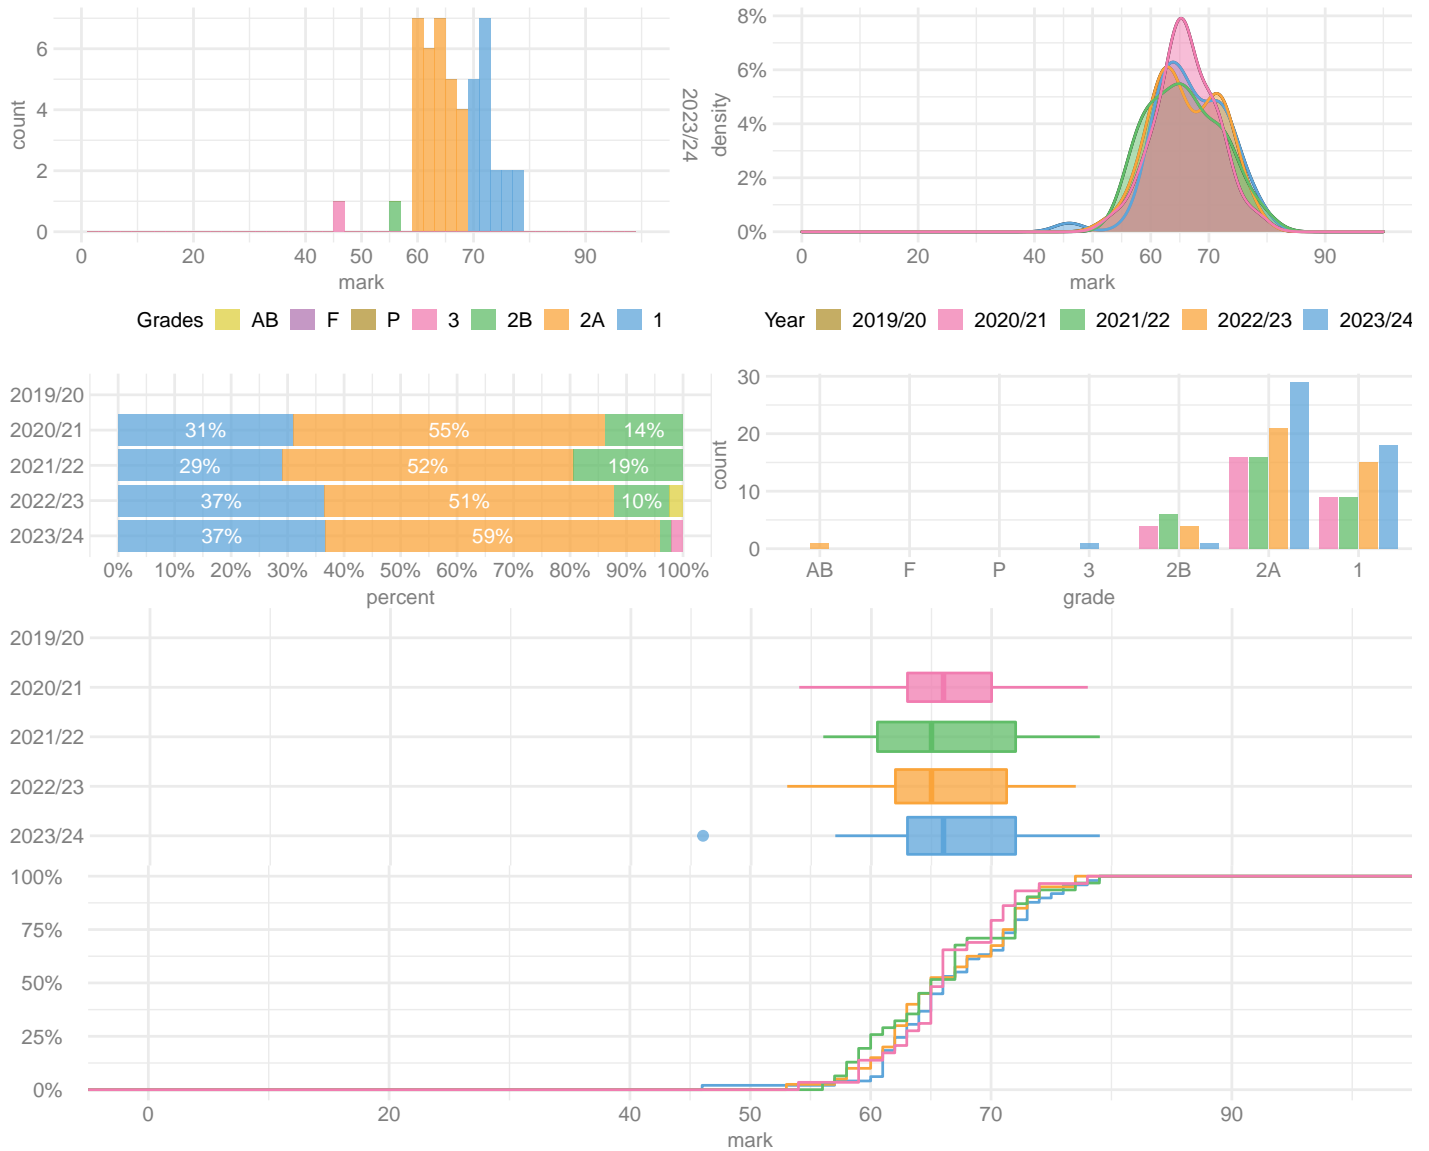 6
4
2
0
count
0 20 40 50 60 70 90
mark
2023/24
8%
6%
4%
2%
0%
density
0 20 40 50 60 70 90
mark
Grades AB F P 3 2B 2A 1
Year 2019/20 2020/21 2021/22 2022/23 2023/24
2019/20
2020/21 31% 55% 14%
2021/22 29% 52% 19%
2022/23 37% 51% 10%
2023/24 37% 59%
0% 10% 20% 30% 40% 50% 60% 70% 80% 90% 100%
percent
30
20
10
0
count
AB F P 3 2B 2A 1
grade
2019/20
2020/21
2021/22
2022/23
2023/24
100%
75%
50%
25%
0%
0 20 40 50 60 70 90
mark